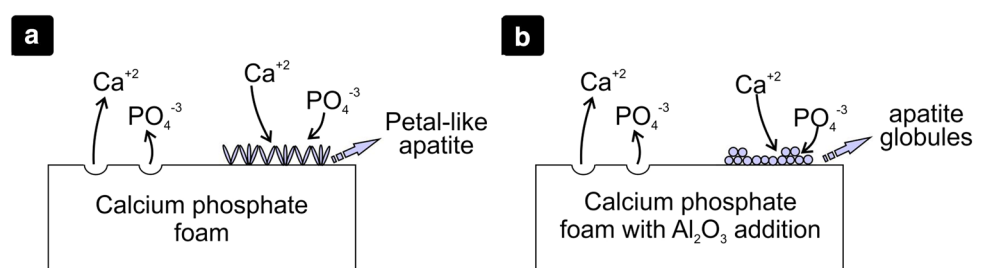 a
Ca⁺²
PO₄⁻³
Ca⁺²
PO₄⁻³
Petal-like
apatite
Calcium phosphate
foam
b
Ca⁺²
PO₄⁻³
Ca⁺²
PO₄⁻³
apatite
globules
Calcium phosphate
foam with Al₂O₃ addition